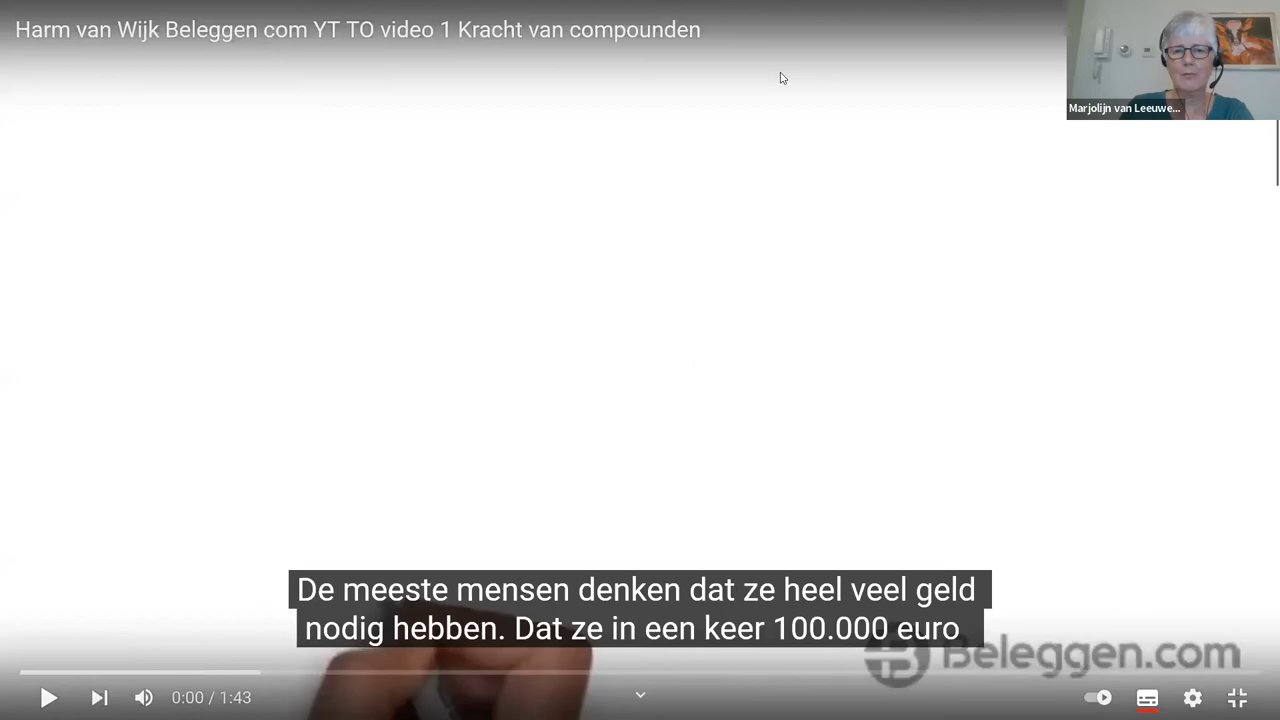 Harm van Wijk Beleggen com YT TO video 1 Kracht van compounden
Marjolijn van Leeuwe...
De meeste mensen denken dat ze heel veel geld
nodig hebben. Dat ze in een keer 100.000 euro
Beleggen.com
0:00 / 1:43